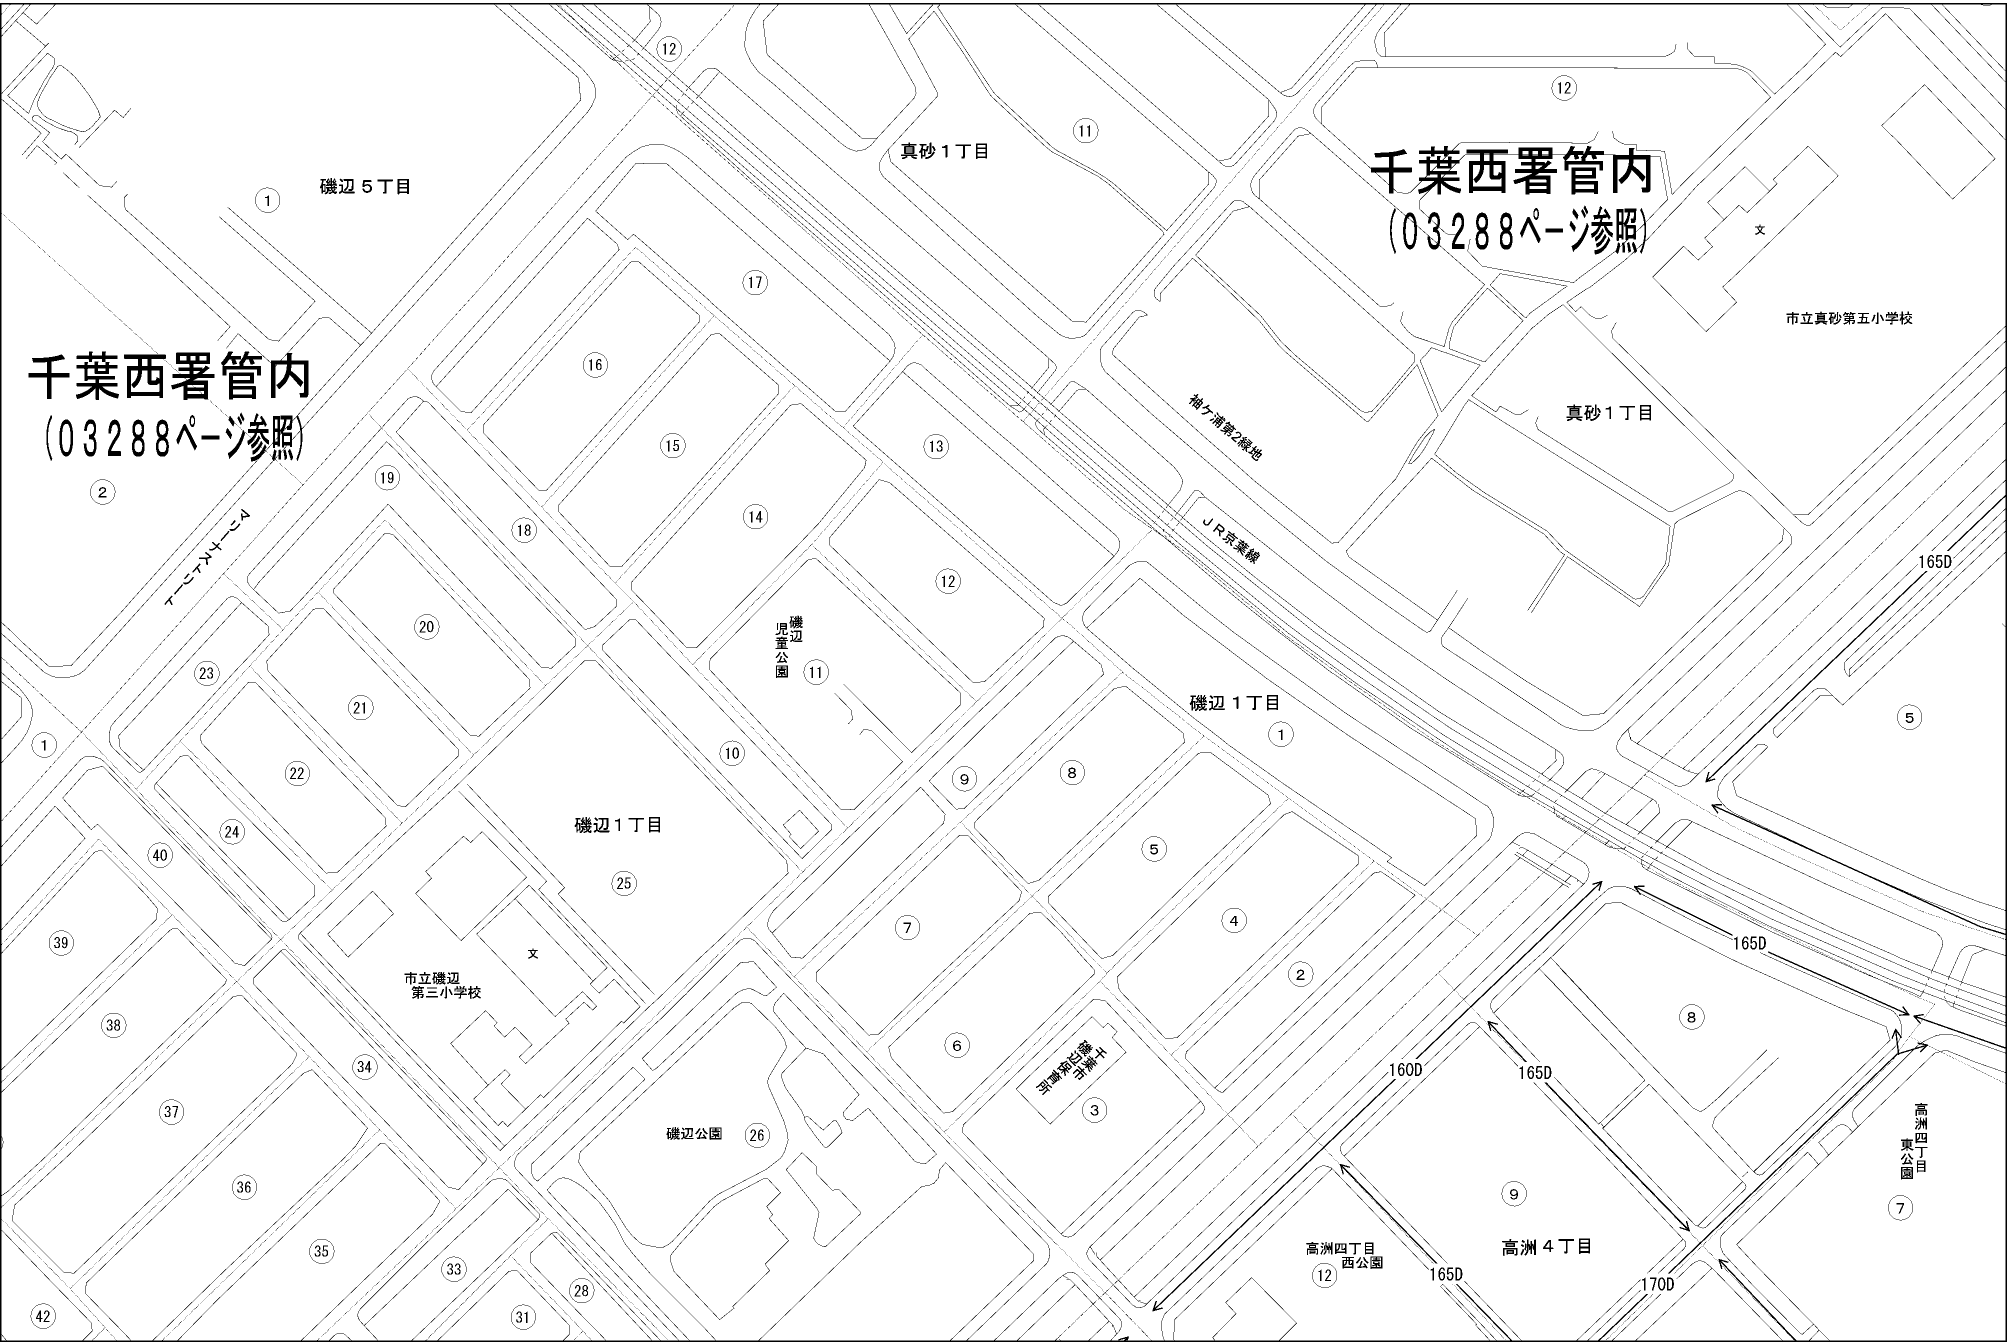 12
12
11
真砂１丁目
千葉西署管内
(03288ページ参照)
文
磯辺５丁目
1
17
市立真砂第五小学校
千葉西署管内
(03288ページ参照)
16
袖ケ浦第2緑地
真砂１丁目
15
13
19
2
14
18
マリーナストリート
JR京葉線
165D
12
20
磯辺
児童公園
11
23
21
磯辺１丁目
1
5
1
22
10
9
8
磯辺１丁目
24
5
40
25
4
7
39
165D
文
2
市立磯辺
第三小学校
38
8
6
34
千葉市
磯辺保育所
160D
165D
37
3
磯辺公園
26
高洲四丁目
東公園
36
9
7
35
高洲４丁目
高洲四丁目
西公園
33
12
165D
170D
28
42
31